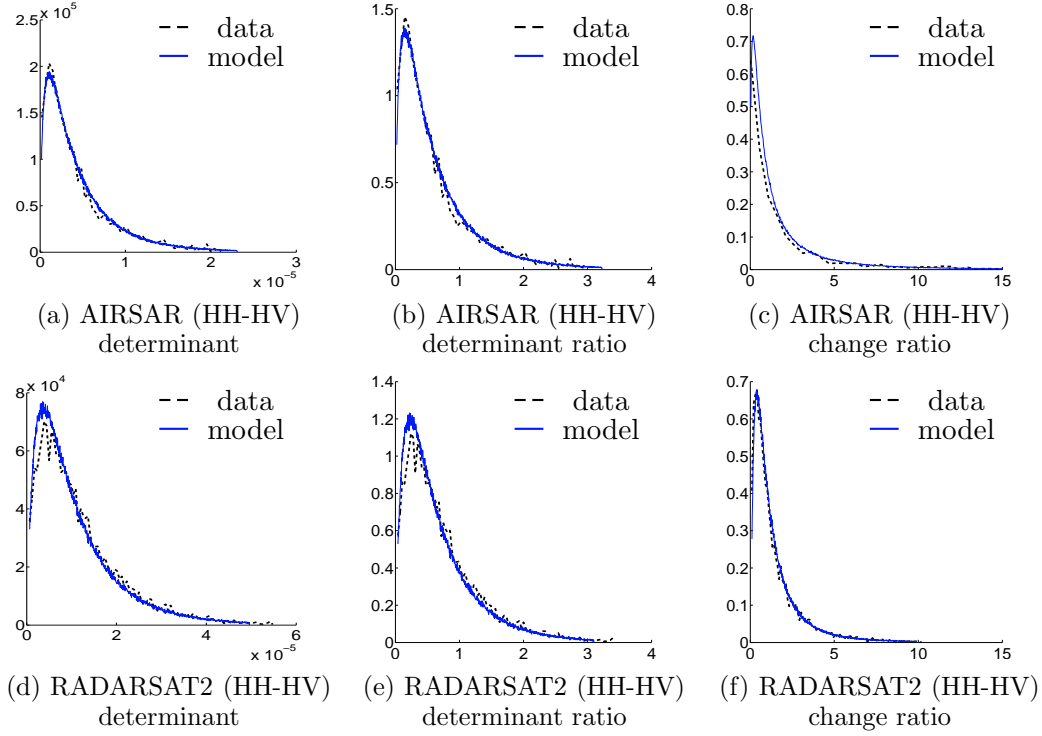 x 10^5
2.5
2
1.5
1
0.5
0
0 1 2 3
x 10^-5
data
model
(a) AIRSAR (HH-HV)
determinant
1.5
1
0.5
0
0 1 2 3 4
data
model
(b) AIRSAR (HH-HV)
determinant ratio
0.8
0.7
0.6
0.5
0.4
0.3
0.2
0.1
0
0 5 10 15
data
model
(c) AIRSAR (HH-HV)
change ratio
x 10^4
8
6
4
2
0
0 2 4 6
x 10^-5
data
model
(d) RADARSAT2 (HH-HV)
determinant
1.4
1.2
1
0.8
0.6
0.4
0.2
0
0 1 2 3 4
data
model
(e) RADARSAT2 (HH-HV)
determinant ratio
0.7
0.6
0.5
0.4
0.3
0.2
0.1
0
0 5 10 15
data
model
(f) RADARSAT2 (HH-HV)
change ratio